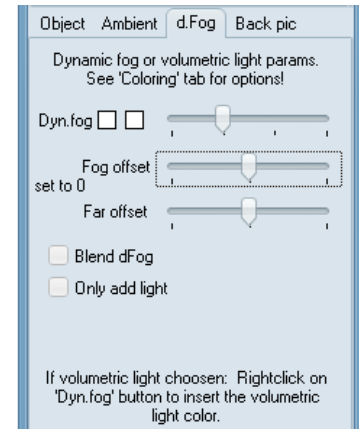 Object Ambient d.Fog Back pic
Dynamic fog or volumetric light params.
See 'Coloring' tab for options!
Dyn.fog
Fog offset
set to 0
Far offset
Blend dFog
Only add light
If volumetric light choosen: Rightclick on
'Dyn.fog' button to insert the volumetric
light color.